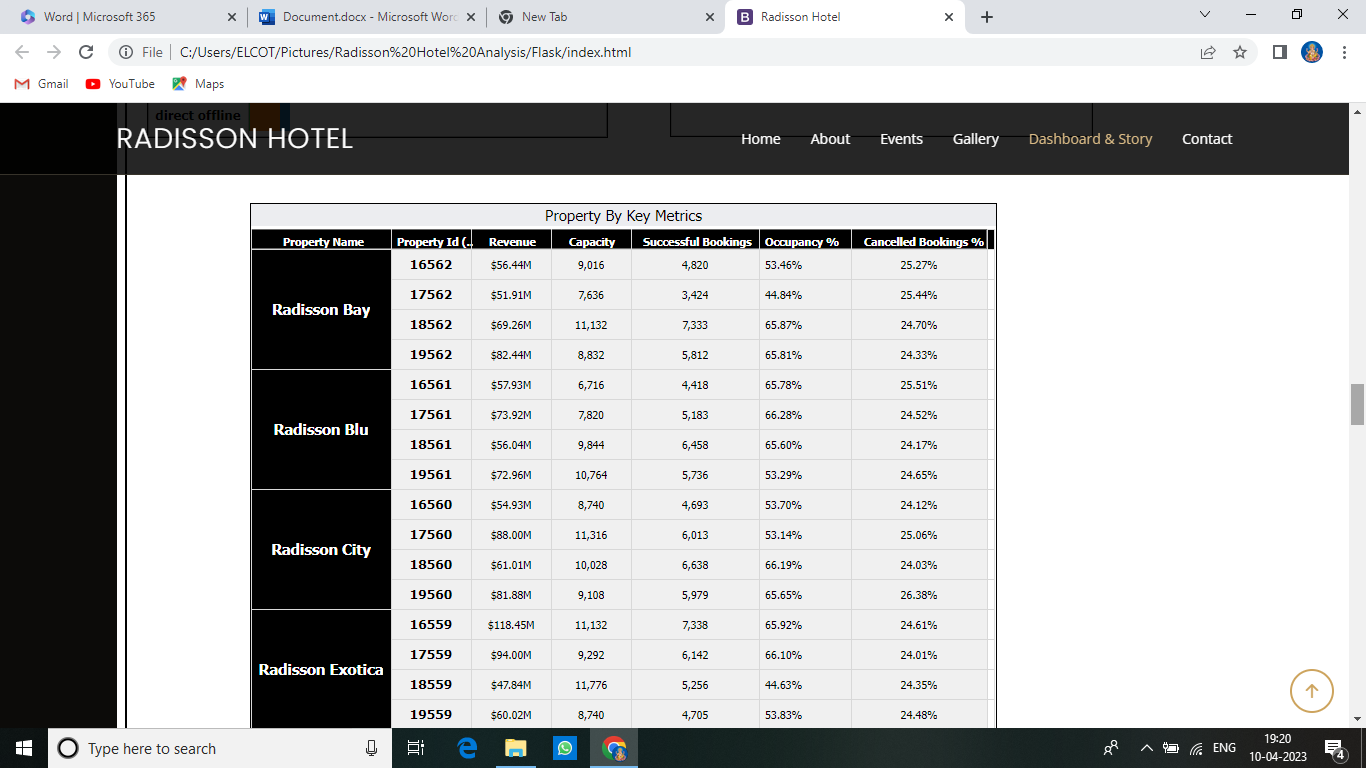 Word | Microsoft 365
Document.docx - Microsoft Word
New Tab
Radisson Hotel
File C:/Users/ELCOT/Pictures/Radisson%20Hotel%20Analysis/Flask/index.html
Gmail YouTube Maps
direct offline
RADISSON HOTEL
Home About Events Gallery Dashboard & Story Contact
Property By Key Metrics
Property Name Property Id (.. Revenue Capacity Successful Bookings Occupancy % Cancelled Bookings %
Radisson Bay
16562 $56.44M 9,016 4,820 53.46% 25.27%
17562 $51.91M 7,636 3,424 44.84% 25.44%
18562 $69.26M 11,132 7,333 65.87% 24.70%
19562 $82.44M 8,832 5,812 65.81% 24.33%
Radisson Blu
16561 $57.93M 6,716 4,418 65.78% 25.51%
17561 $73.92M 7,820 5,183 66.28% 24.52%
18561 $56.04M 9,844 6,458 65.60% 24.17%
19561 $72.96M 10,764 5,736 53.29% 24.65%
Radisson City
16560 $54.93M 8,740 4,693 53.70% 24.12%
17560 $88.00M 11,316 6,013 53.14% 25.06%
18560 $61.01M 10,028 6,638 66.19% 24.03%
19560 $81.88M 9,108 5,979 65.65% 26.38%
Radisson Exotica
16559 $118.45M 11,132 7,338 65.92% 24.61%
17559 $94.00M 9,292 6,142 66.10% 24.01%
18559 $47.84M 11,776 5,256 44.63% 24.35%
19559 $60.02M 8,740 4,705 53.83% 24.48%
Type here to search
ENG
19:20
10-04-2023
4